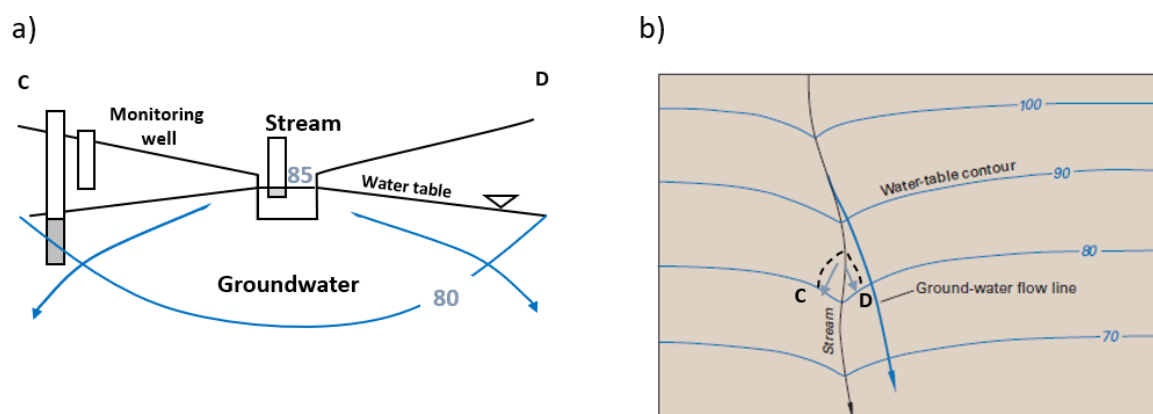 a)
C
D
Monitoring
well
Stream
85
Water table
Groundwater
80
b)
100
Water-table contour
90
80
C
D
Ground-water flow line
Stream
70